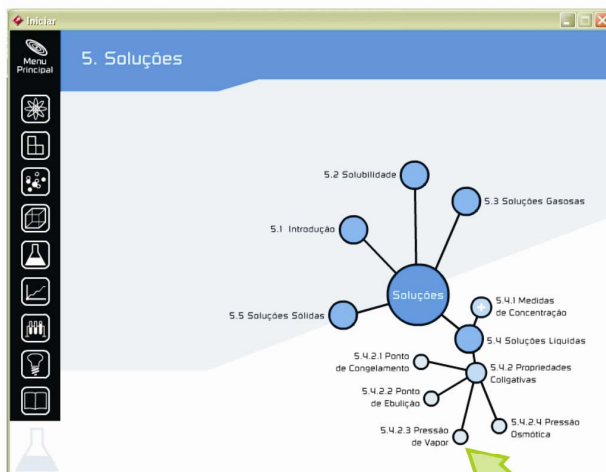 Iniciar
Menu
Principal
5. Soluções
5.2 Solubilidade
5.3 Soluções Gasosas
5.1 Introdução
Soluções
5.4.1 Medidas
de Concentração
5.5 Soluções Sólidas
5.4 Soluções Líquidas
5.4.2.1 Ponto
de Congelamento
5.4.2 Propriedades
Coligativas
5.4.2.2 Ponto
de Ebulição
5.4.2.3 Pressão
de Vapor
5.4.2.4 Pressão
Osmótica